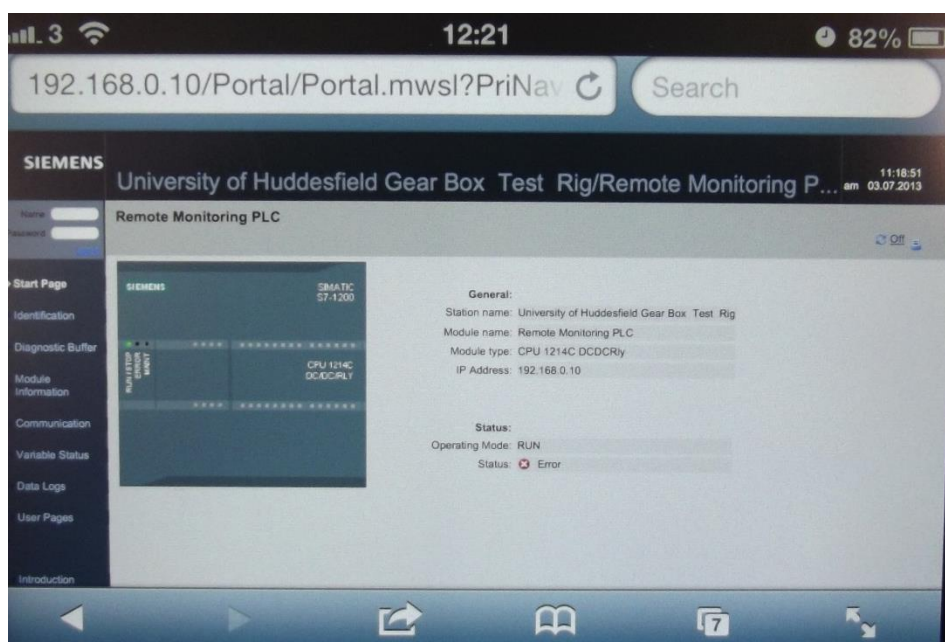 3 12:21 82%
192.168.0.10/Portal/Portal.mwsl?PriNav Search
SIEMENS
University of Huddesfield Gear Box Test Rig/Remote Monitoring P...
11:18:51
am 03.07.2013
Name
Password
Remote Monitoring PLC
Off
Start Page
Identification
Diagnostic Buffer
Module
Information
Communication
Variable Status
Data Logs
User Pages
Introduction
SIEMENS
SIMATIC
S7-1200
RUN / STOP
ERROR
MAINT
CPU 1214C
DC/DC/RLY
General:
Station name: University of Huddesfield Gear Box Test Rig
Module name: Remote Monitoring PLC
Module type: CPU 1214C DCDCRly
IP Address: 192.168.0.10
Status:
Operating Mode: RUN
Status: Error
7